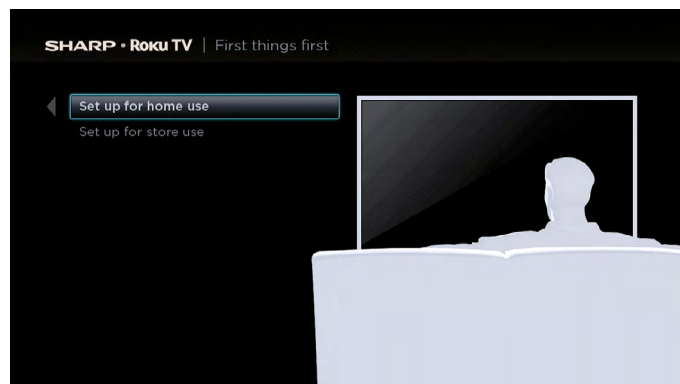 SHARP • ROKU TV | First things first
Set up for home use
Set up for store use